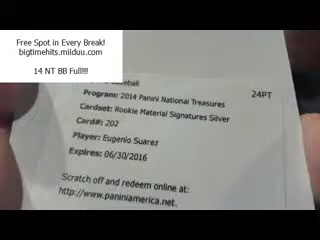 Free Spot in Every Break!
bigtimehits.miiduu.com
14 NT BB Full!!!!
Baseball
24PT
Program: 2014 Panini National Treasures
Cardset: Rookie Material Signatures Silver
Card#: 202
Player: Eugenio Suarez
Expires: 06/30/2016
Scratch off and redeem online at:
http://www.paniniamerica.net.